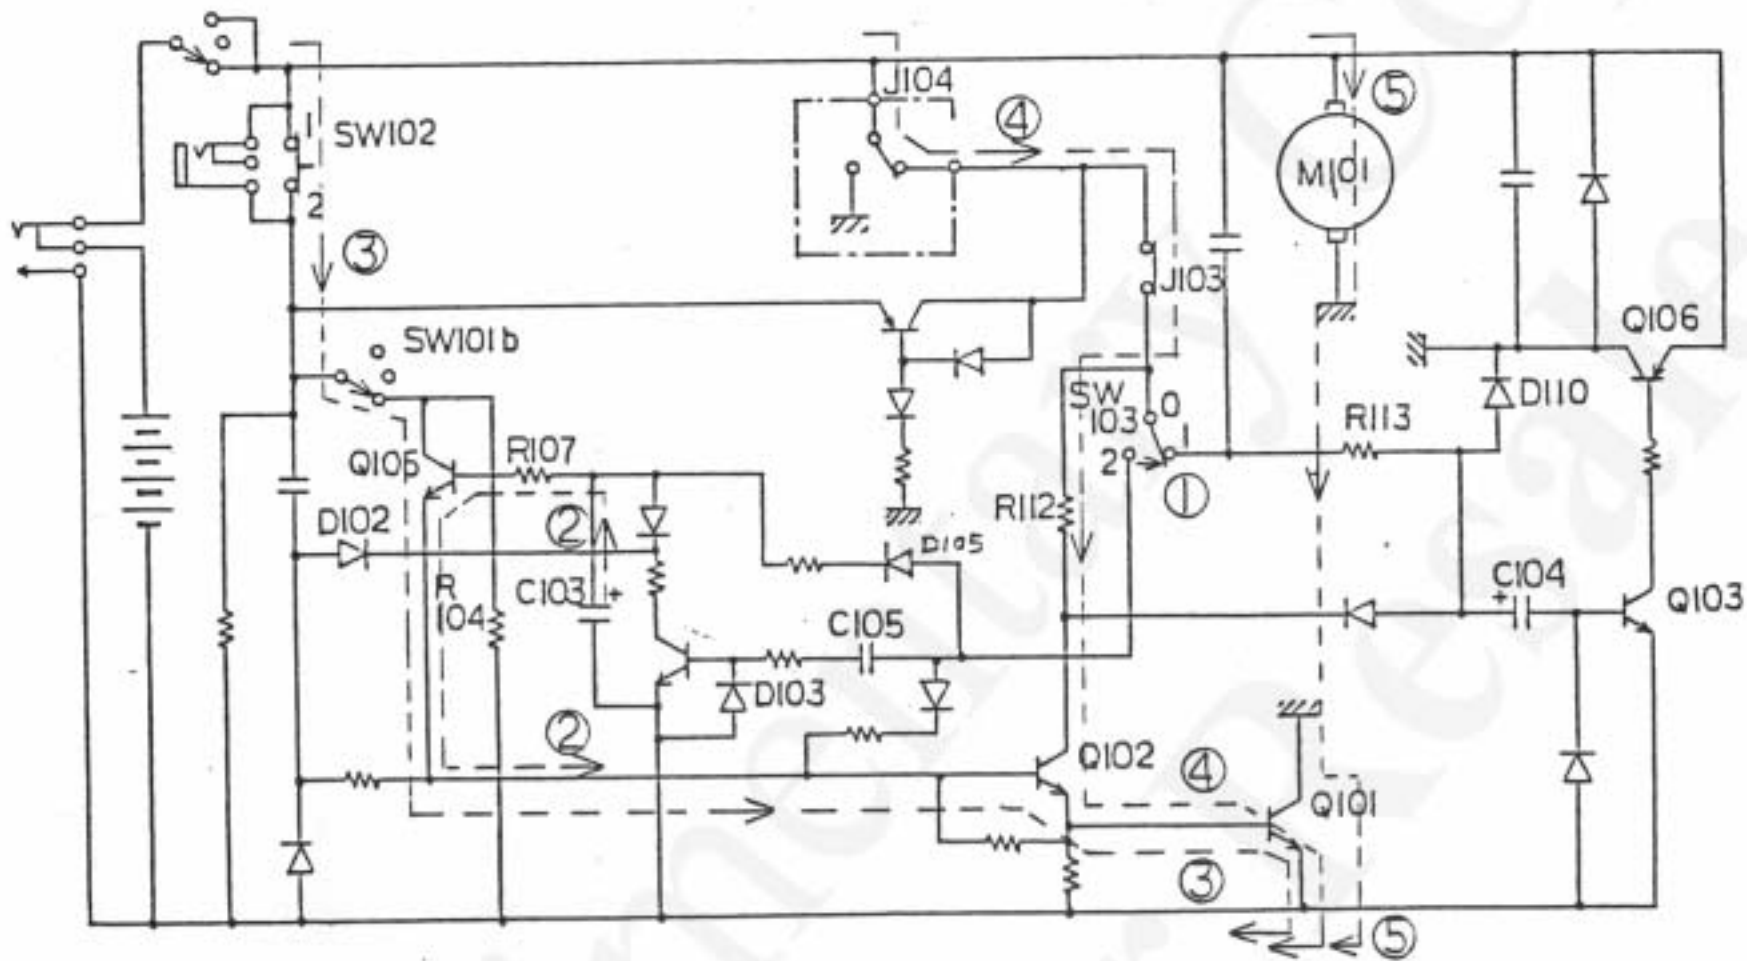 J104
SW102
1
2
④
⑤
M101
③
J103
SW101b
Q106
D110
SW
103
0
1
2
R113
①
R107
Q105
R112
D102
②
D105
R
104
C103
+
C104
+
Q103
C105
D103
②
Q102
④
Q101
③
⑤